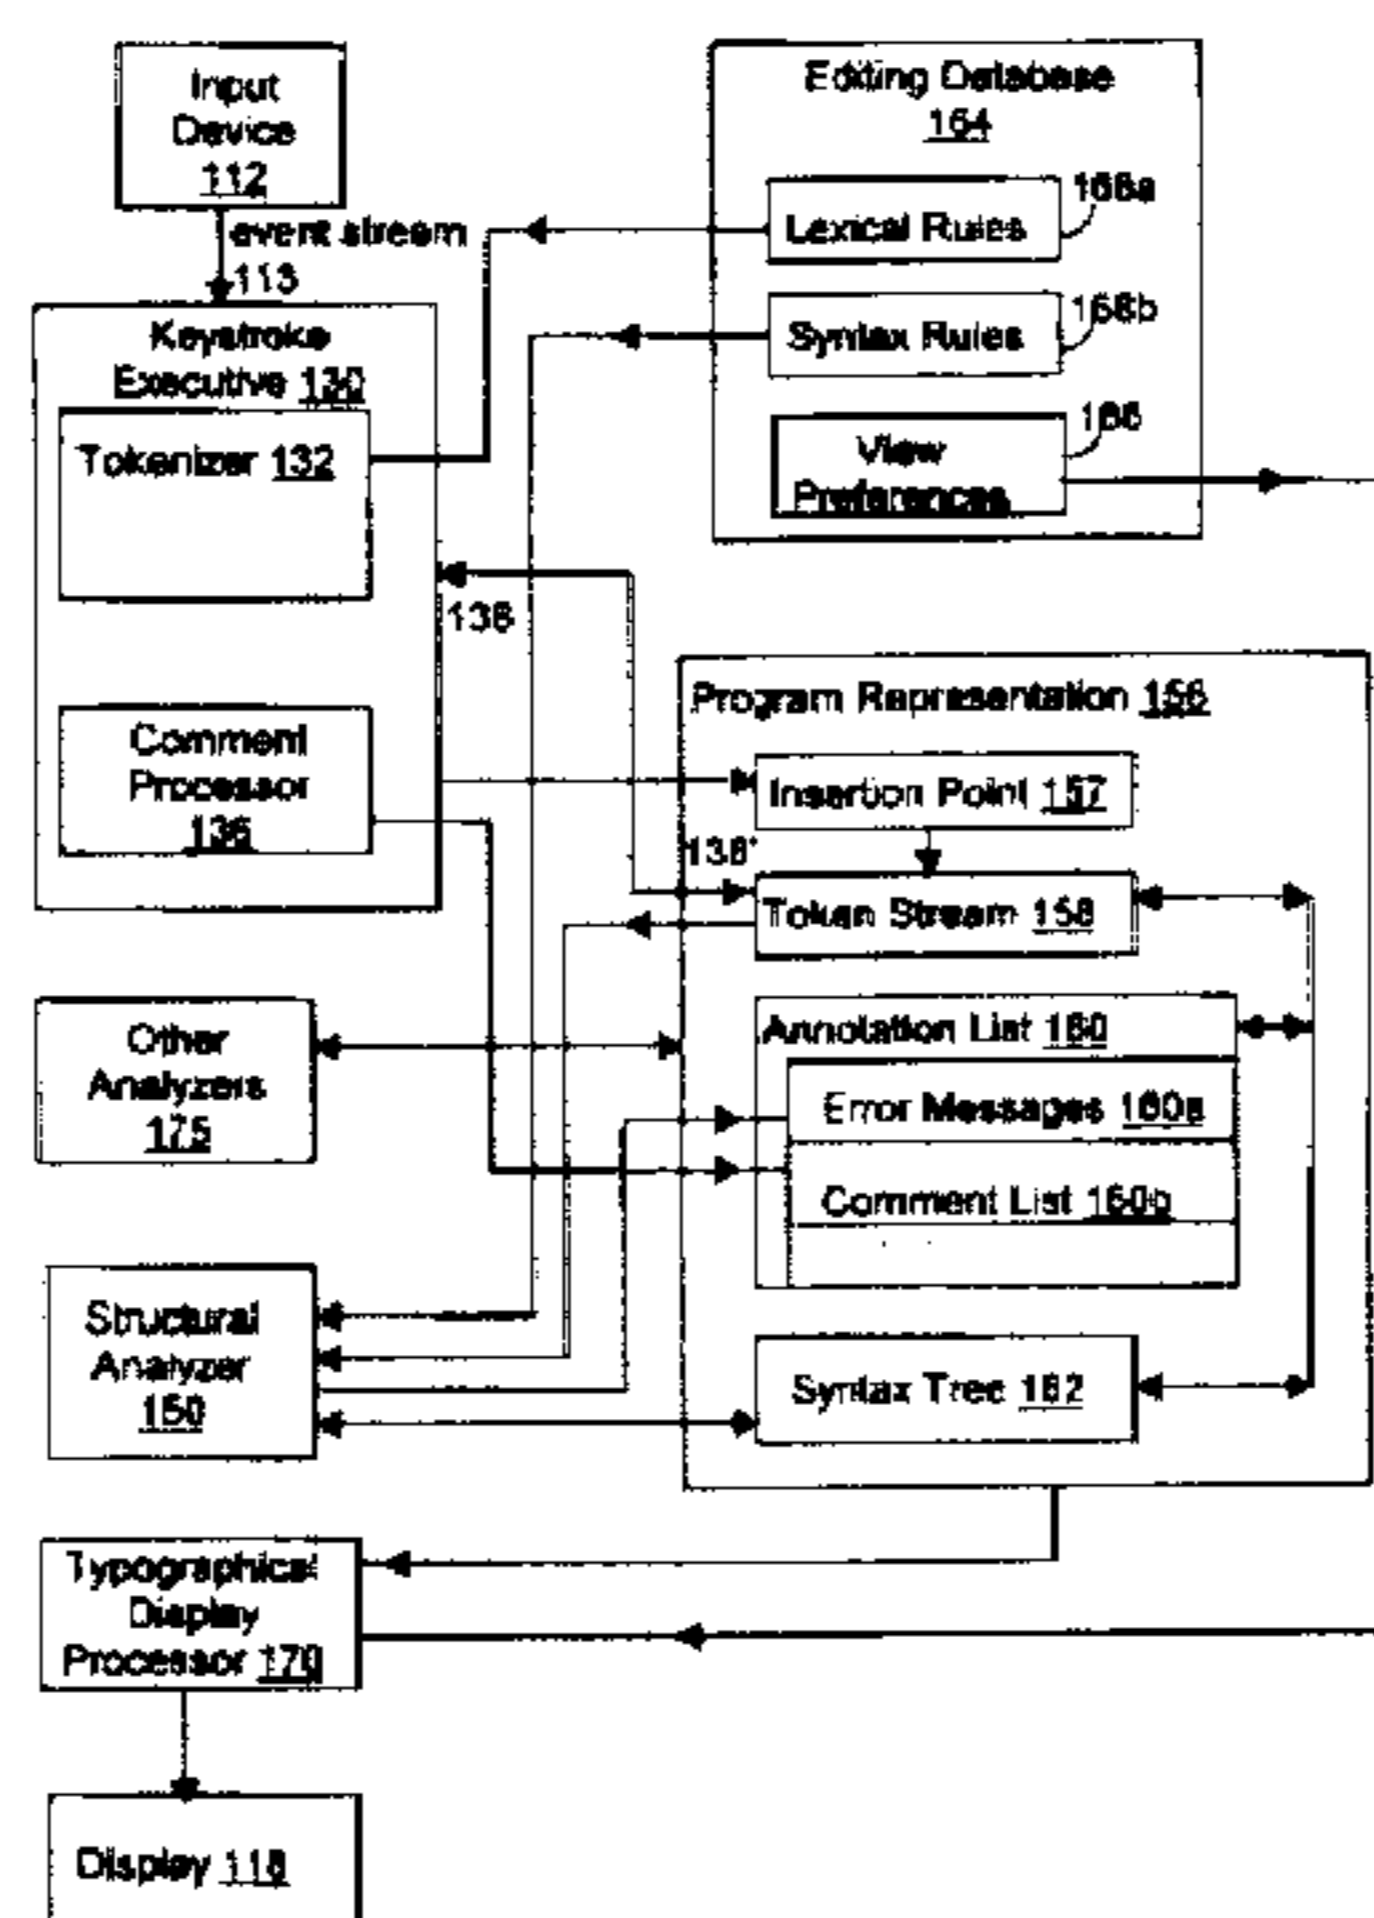 Input
Device
112
event stream
113
Keystroke
Executive 130
Tokenizer 132
Comment
Processor
136
Editing Database
164
Lexical Rules
168a
Syntax Rules
168b
View
Preferences
166
138
Program Representation 156
Insertion Point 157
138'
Token Stream 158
Annotation List 160
Error Messages 160a
Comment List 160b
Syntax Tree 162
Other
Analyzers
175
Structural
Analyzer
150
Typographical
Display
Processor 170
Display 118